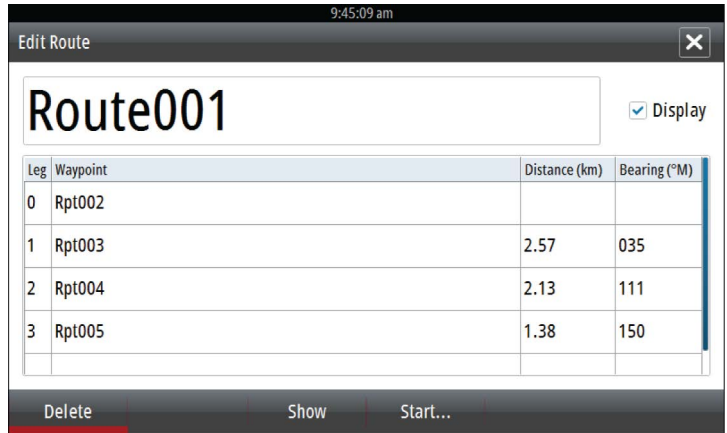 9:45:09 am
Edit Route
Route001
Display
Leg Waypoint Distance (km) Bearing (°M)
0 Rpt002
1 Rpt003 2.57 035
2 Rpt004 2.13 111
3 Rpt005 1.38 150
Delete Show Start...